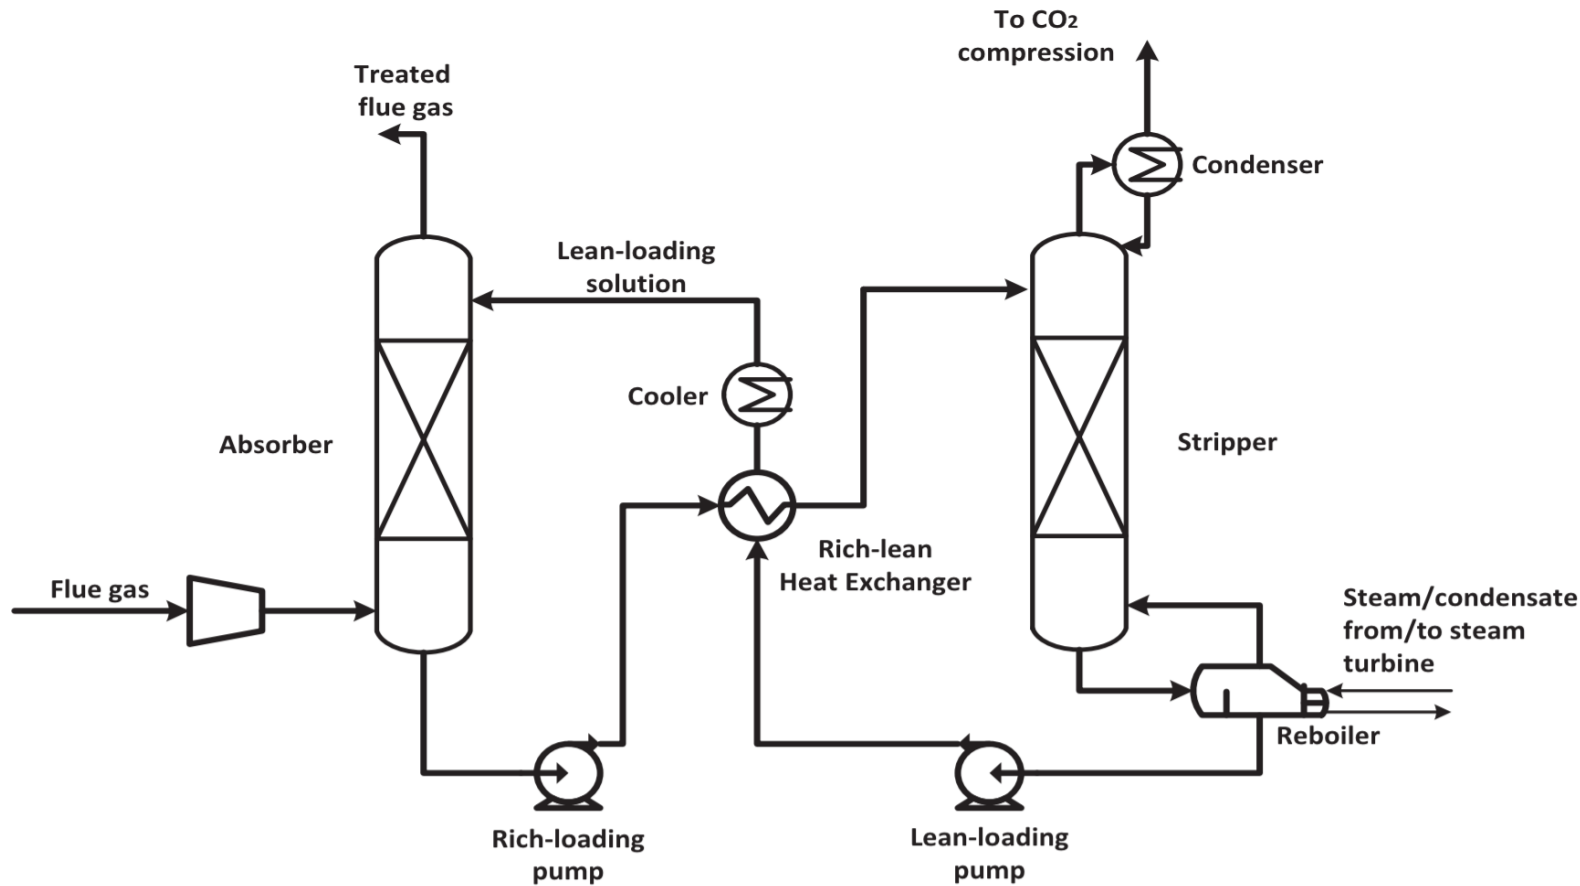 To CO₂
compression
Treated
flue gas
Condenser
Lean-loading
solution
Cooler
Absorber
Stripper
Rich-lean
Heat Exchanger
Flue gas
Steam/condensate
from/to steam
turbine
Reboiler
Rich-loading
pump
Lean-loading
pump